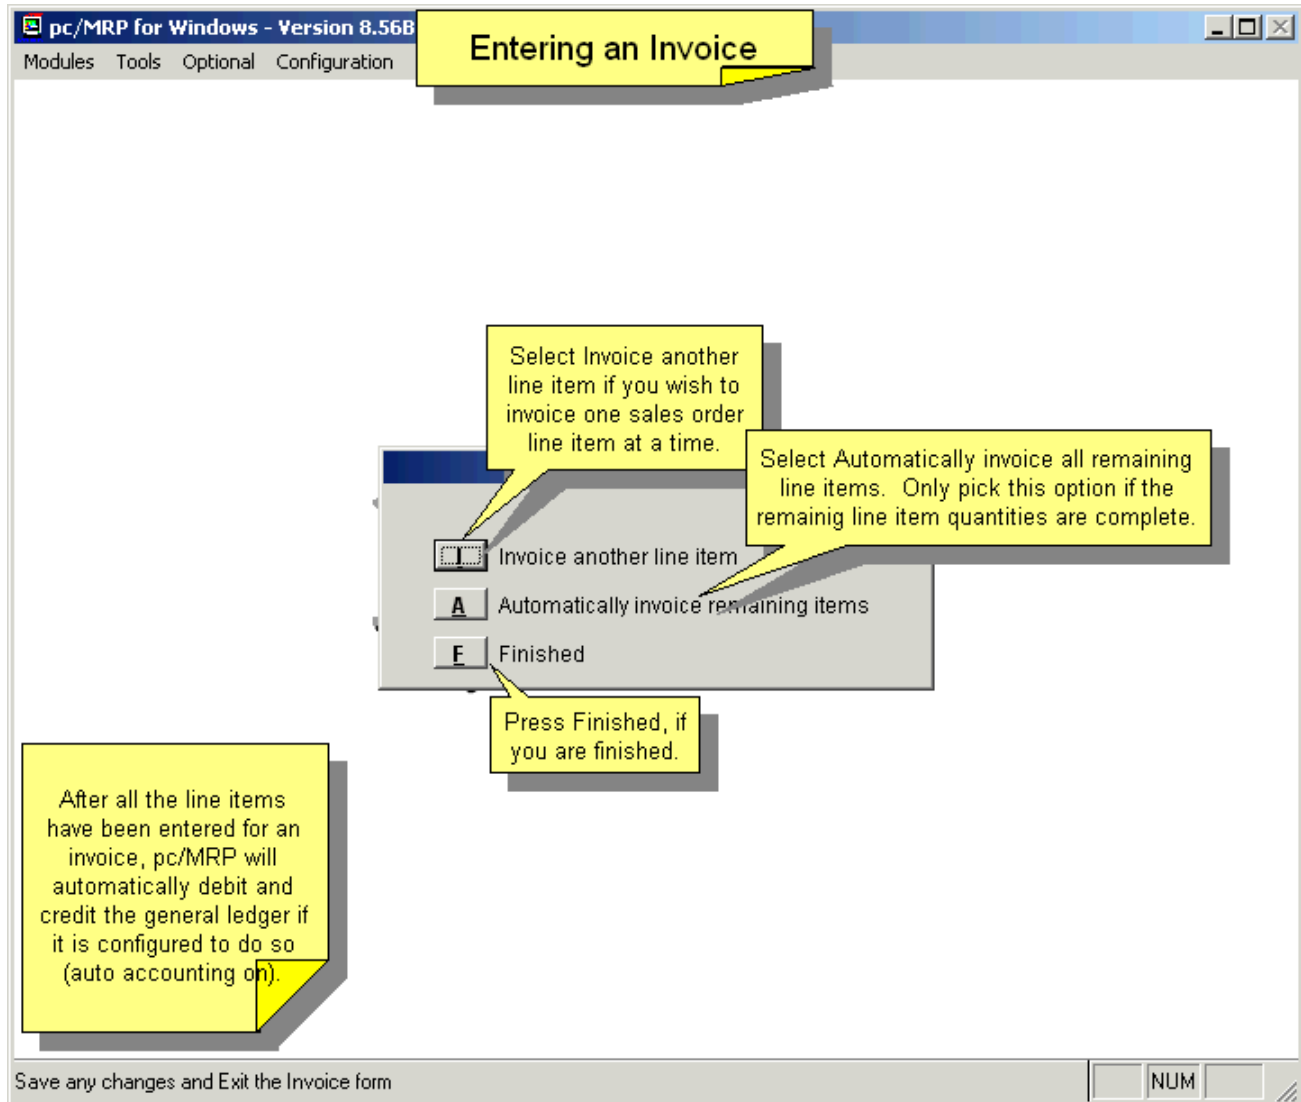 pc/MRP for Windows - Version 8.56B
Entering an Invoice
Modules Tools Optional Configuration
Select Invoice another
line item if you wish to
invoice one sales order
line item at a time.
Select Automatically invoice all remaining
line items. Only pick this option if the
remainig line item quantities are complete.
I Invoice another line item
A Automatically invoice remaining items
F Finished
Press Finished, if
you are finished.
After all the line items
have been entered for an
invoice, pc/MRP will
automatically debit and
credit the general ledger if
it is configured to do so
(auto accounting on).
Save any changes and Exit the Invoice form
NUM